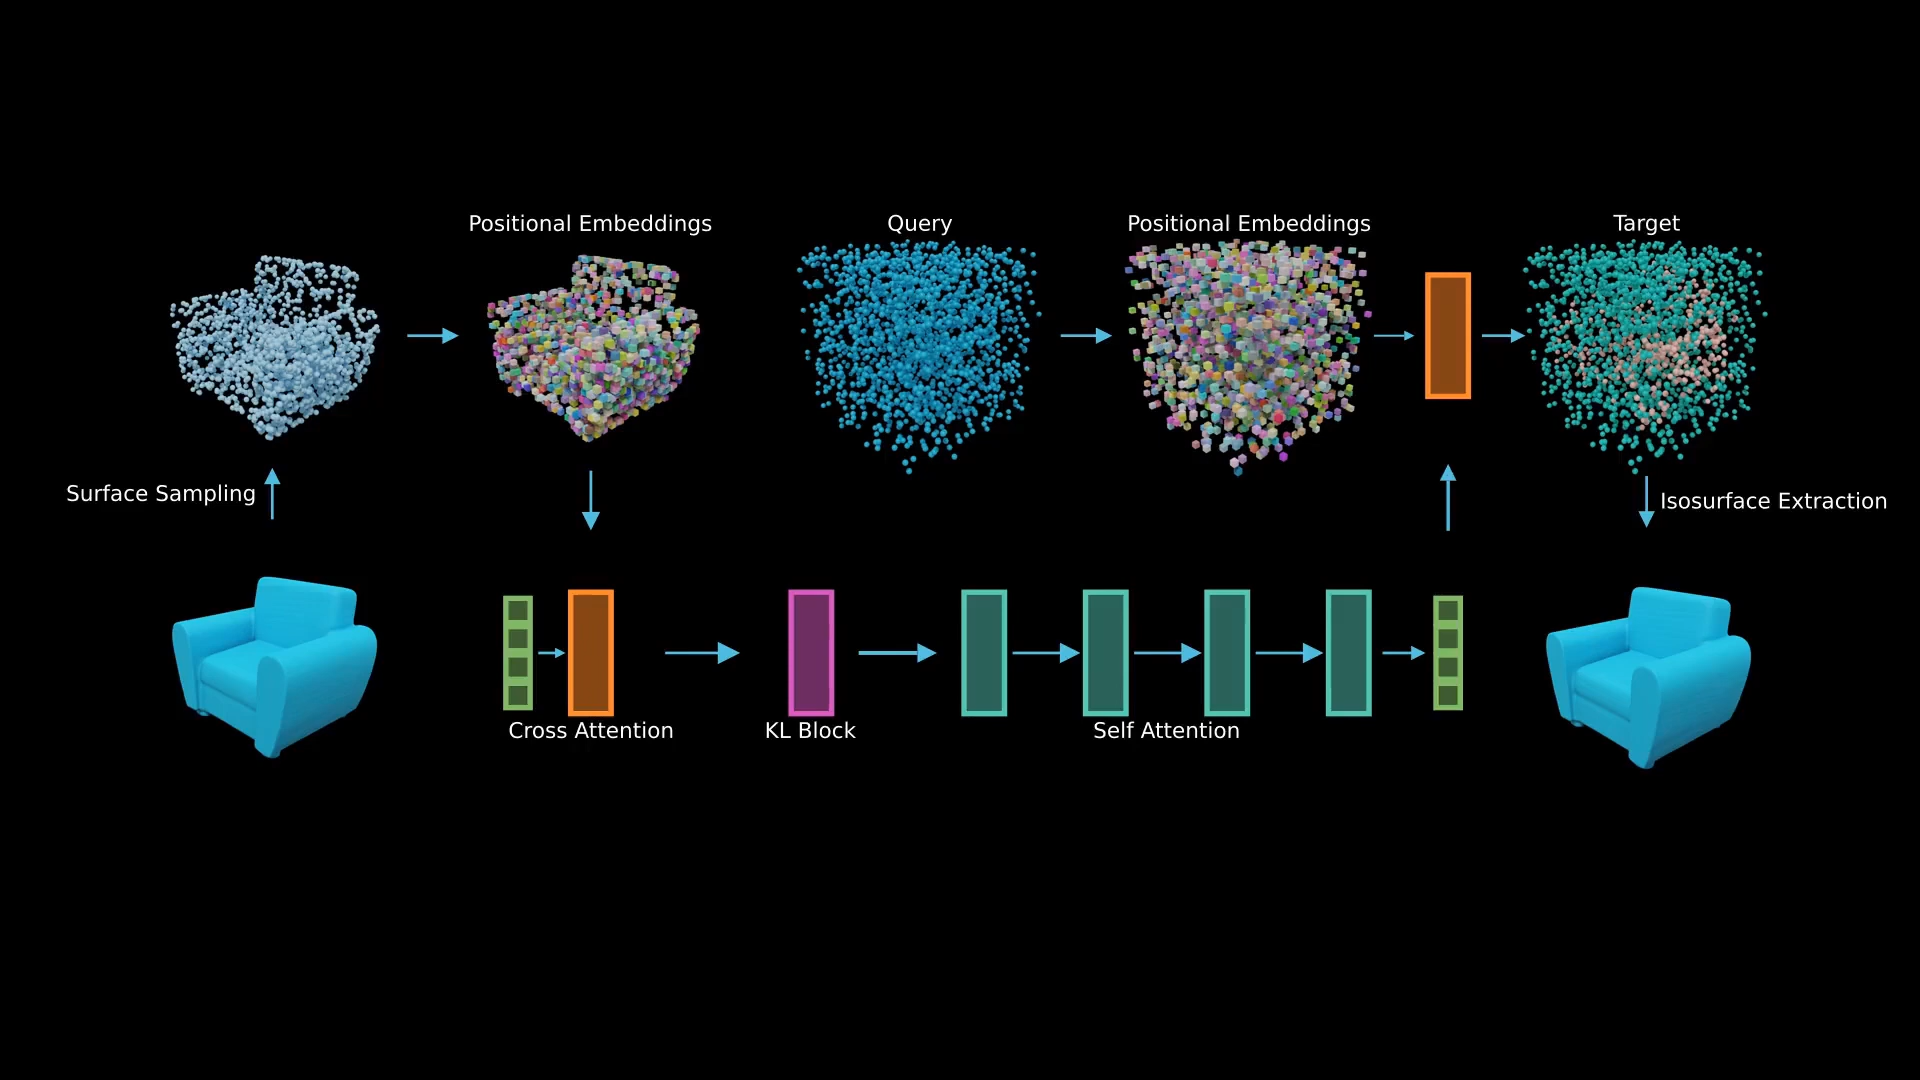 Positional Embeddings
Query
Positional Embeddings
Target
Surface Sampling
Isosurface Extraction
Cross Attention
KL Block
Self Attention